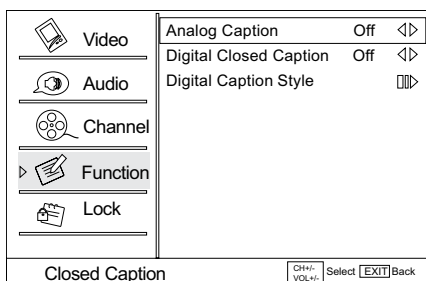 Video
Audio
Channel
Function
Lock
Analog Caption Off
Digital Closed Caption Off
Digital Caption Style
Closed Caption
CH+/-
VOL+/-
Select EXIT Back